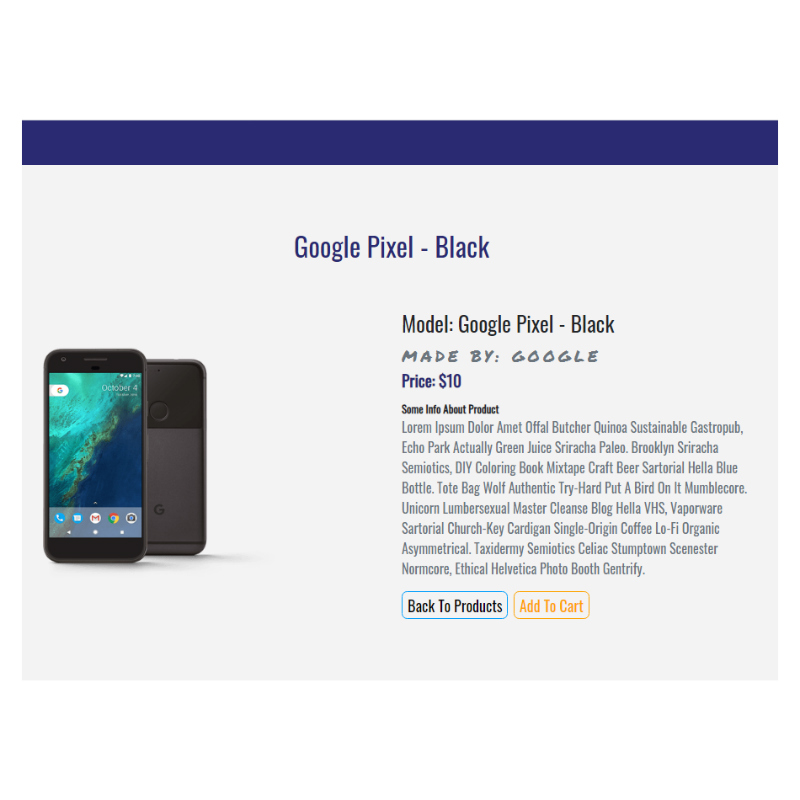 Google Pixel - Black
Model: Google Pixel - Black
MADE BY: GOOGLE
Price: $10
October 4
G
G
Some Info About Product
Lorem Ipsum Dolor Amet Offal Butcher Quinoa Sustainable Gastropub,
Echo Park Actually Green Juice Sriracha Paleo. Brooklyn Sriracha
Semiotics, DIY Coloring Book Mixtape Craft Beer Sartorial Hella Blue
Bottle. Tote Bag Wolf Authentic Try-Hard Put A Bird On It Mumblecore.
Unicorn Lumbersexual Master Cleanse Blog Hella VHS, Vaporware
Sartorial Church-Key Cardigan Single-Origin Coffee Lo-Fi Organic
Asymmetrical. Taxidermy Semiotics Celiac Stumptown Scenester
Normcore, Ethical Helvetica Photo Booth Gentrify.
Back To Products
Add To Cart